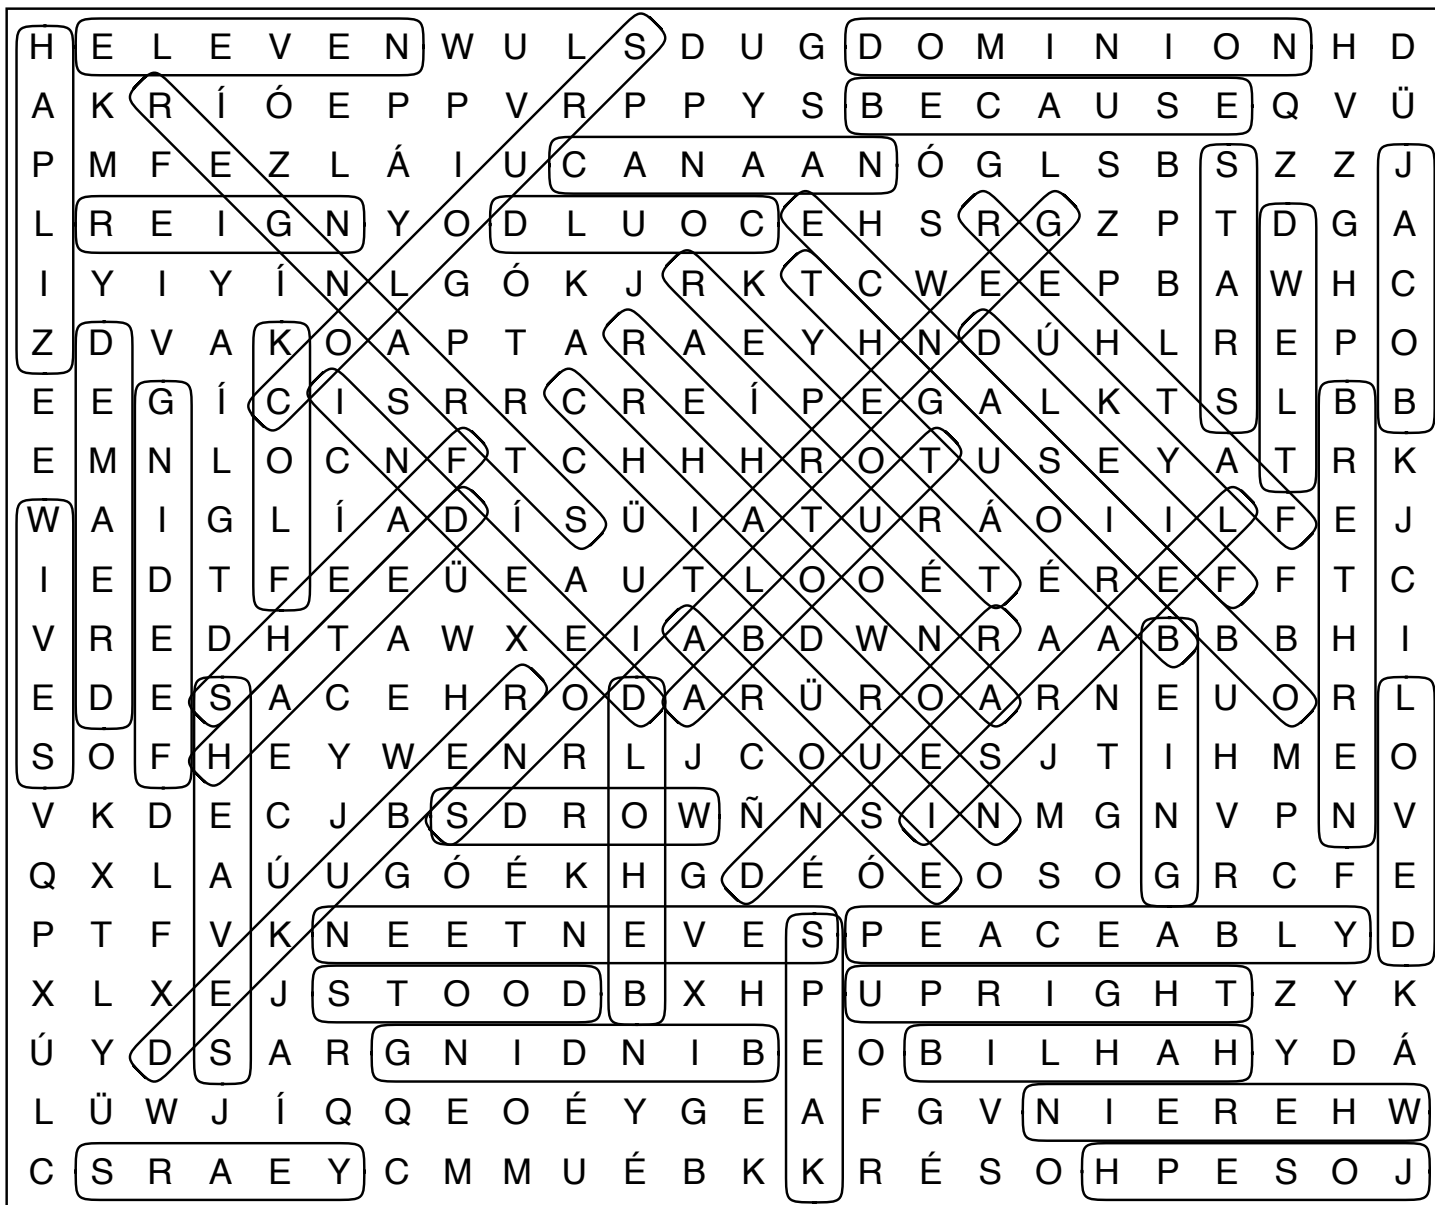 H E L E V E N W U L S D U G D O M I N I O N H D
A K R Í Ó E P P V R P P Y S B E C A U S E Q V Ü
P M F E Z L Á I U C A N A A N Ó G L S B S Z Z J
L R E I G N Y O D L U O C E H S R G Z P T D G A
I Y I Y Í N L G Ó K J R K T C W E E P B A W H C
Z D V A K O A P T A R A E Y H N D Ú H L R E P O
E E G Í C I S R R C R E Í P E G A L K T S L B B
E M N L O C N F T C H H H R O T U S E Y A T R K
W A I G L Í A D Í S Ü I A T U R Á O I I L F E J
I E D T F E E Ü E A U T L O O É T É R E F F T C
V R E D H T A W X E I A B D W N R A A B B B H I
E D E S A C E H R O D A R Ü R O A R N E U O R L
S O F H E Y W E N R L J C O U E S J T I H M E O
V K D E C J B S D R O W Ñ N S I N M G N V P N V
Q X L A Ú U G Ó É K H G D É Ó E O S O G R C F E
P T F V K N E E T N E V E S P E A C E A B L Y D
X L X E J S T O O D B X H P U P R I G H T Z Y K
Ú Y D S A R G N I D N I B E O B I L H A H Y D Á
L Ü W J Í Q Q E O É Y G E A F G V N I E R E H W
C S R A E Y C M M U É B K K R É S O H P E S O J